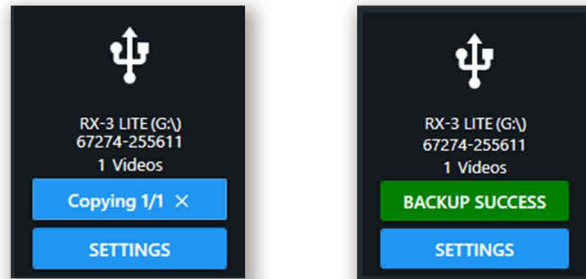 RX-3 LITE (G:\)
67274-255611
1 Videos
Copying 1/1 ×
SETTINGS
RX-3 LITE (G:\)
67274-255611
1 Videos
BACKUP SUCCESS
SETTINGS